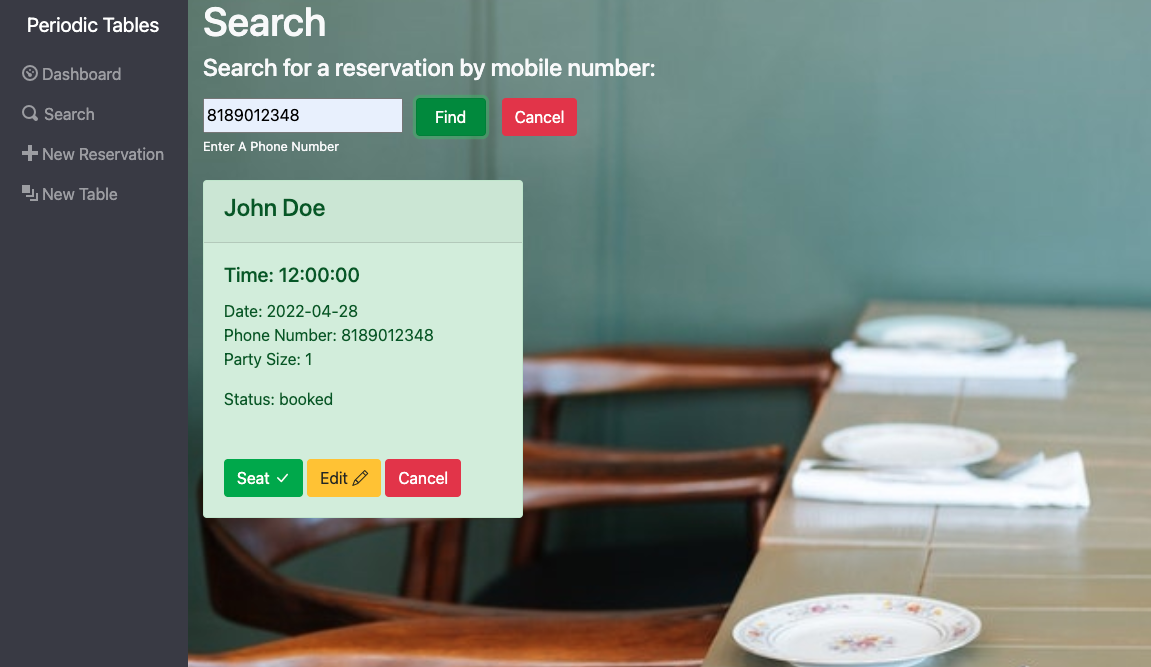 Periodic Tables
Dashboard
Search
New Reservation
New Table
Search
Search for a reservation by mobile number:
8189012348 Find Cancel
Enter A Phone Number
John Doe
Time: 12:00:00
Date: 2022-04-28
Phone Number: 8189012348
Party Size: 1
Status: booked
Seat Edit Cancel